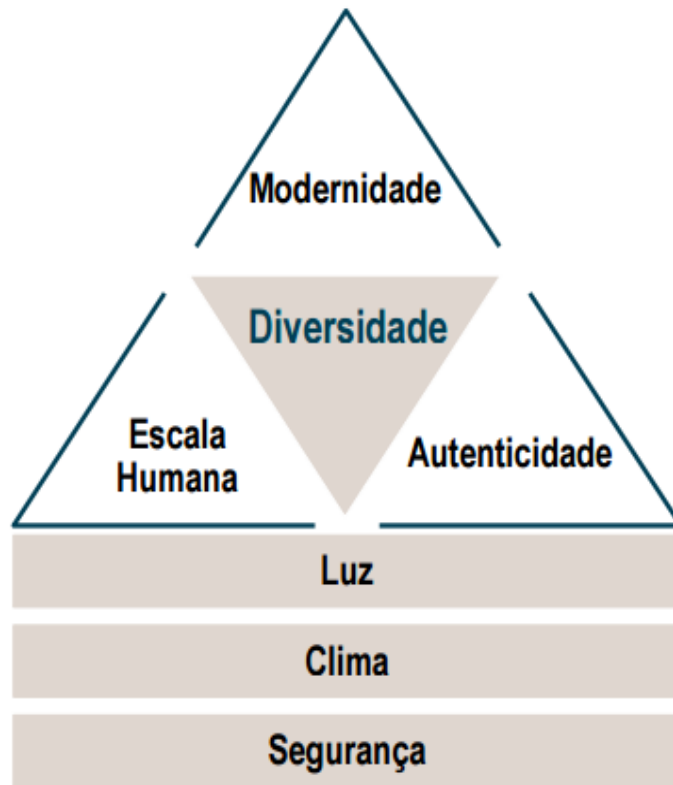 Modernidade
Diversidade
Escala
Humana
Autenticidade
Luz
Clima
Segurança